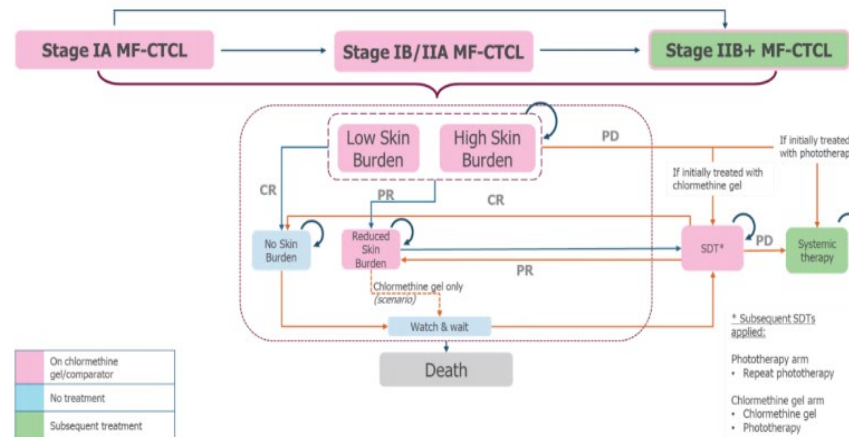 Stage IA MF-CTCL
Stage IB/IIA MF-CTCL
Stage IIB+ MF-CTCL
Low Skin
Burden
High Skin
Burden
PD
If initially treated
with phototherapy
If initially treated with
chlormethine gel
CR
PR
CR
No Skin
Burden
Reduced
Skin
Burden
SDT*
PD
Systemic
therapy
PR
Chlormethine gel only
(scenario)
Watch & wait
Death
* Subsequent SDTs
applied:
Phototherapy arm
• Repeat phototherapy
Chlormethine gel arm
• Chlormethine gel
• Phototherapy
On chlormethine
gel/comparator
No treatment
Subsequent treatment